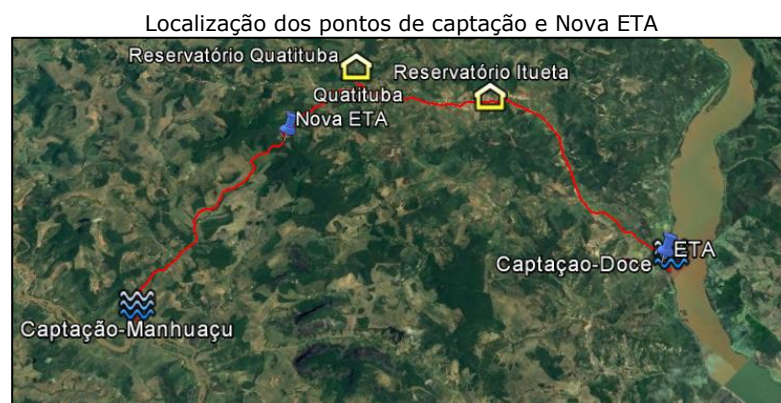 Localização dos pontos de captação e Nova ETA
Reservatório Quatituba
Reservatório Itueta
Quatituba
Nova ETA
ETA
Captaçao-Doce
Captação-Manhuaçu